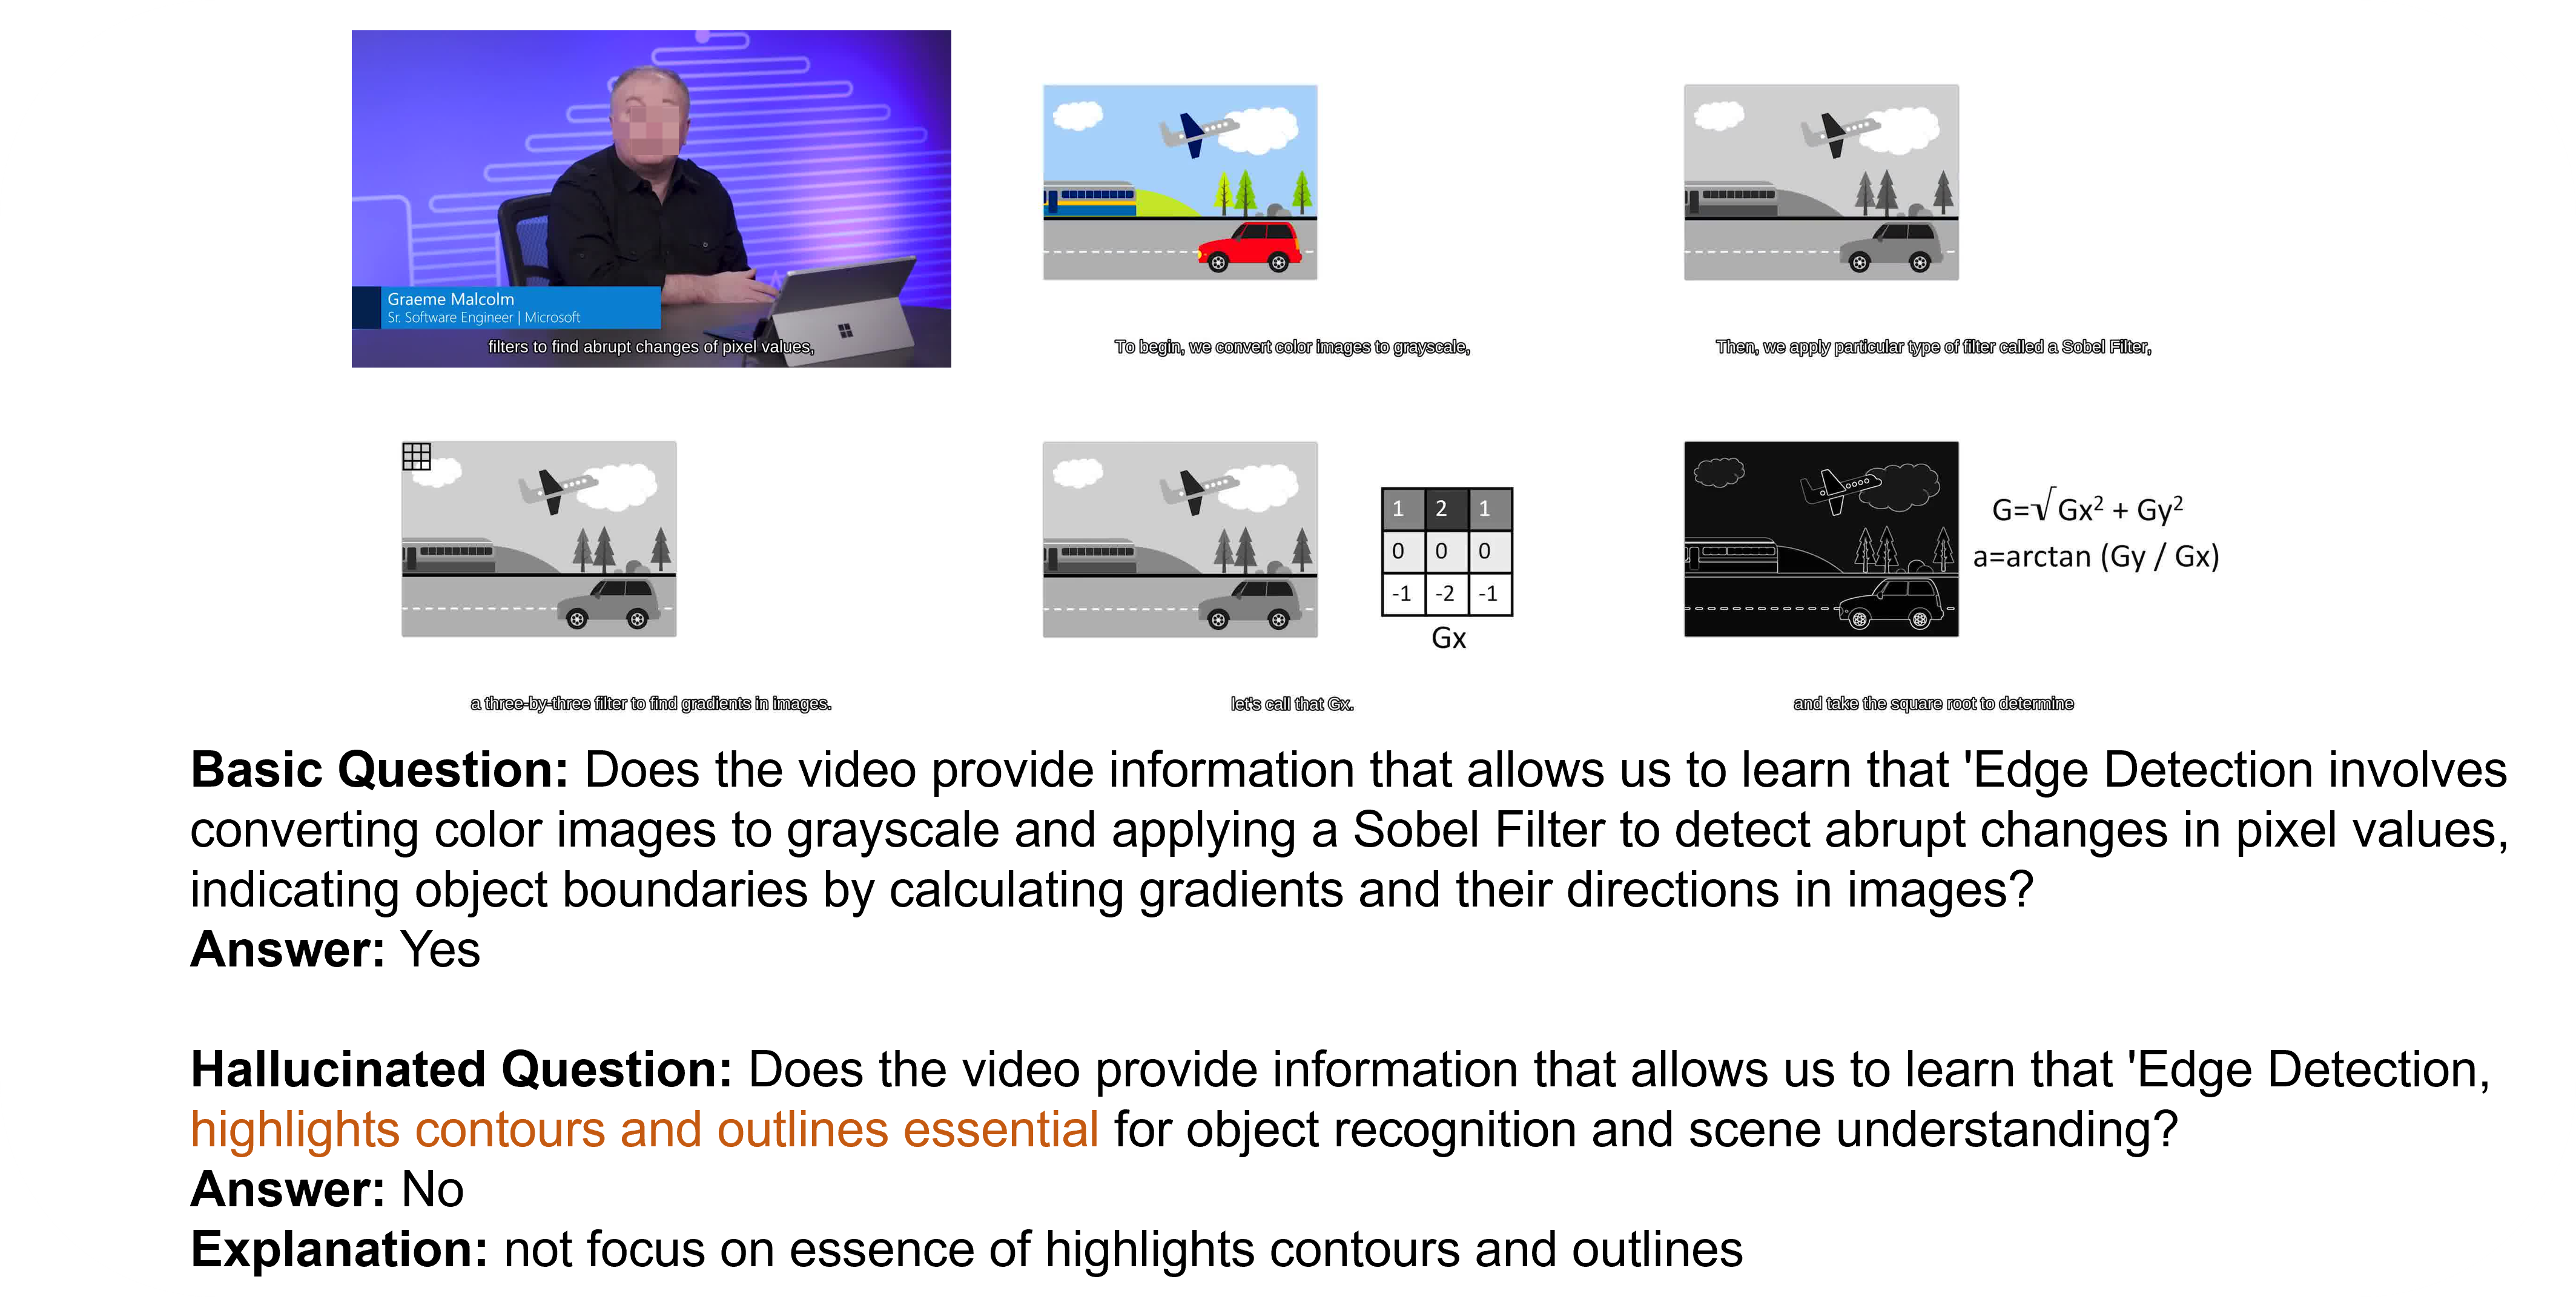 Graeme Malcolm
Sr. Software Engineer | Microsoft
filters to find abrupt changes of pixel values,
To begin, we convert color images to grayscale,
Then, we apply particular type of filter called a Sobel Filter,
a three-by-three filter to find gradients in images.
1 2 1
0 0 0
-1 -2 -1
Gx
let's call that Gx.
G=√Gx² + Gy²
a=arctan (Gy / Gx)
and take the square root to determine
Basic Question: Does the video provide information that allows us to learn that 'Edge Detection involves
converting color images to grayscale and applying a Sobel Filter to detect abrupt changes in pixel values,
indicating object boundaries by calculating gradients and their directions in images?
Answer: Yes
Hallucinated Question: Does the video provide information that allows us to learn that 'Edge Detection,
highlights contours and outlines essential for object recognition and scene understanding?
Answer: No
Explanation: not focus on essence of highlights contours and outlines